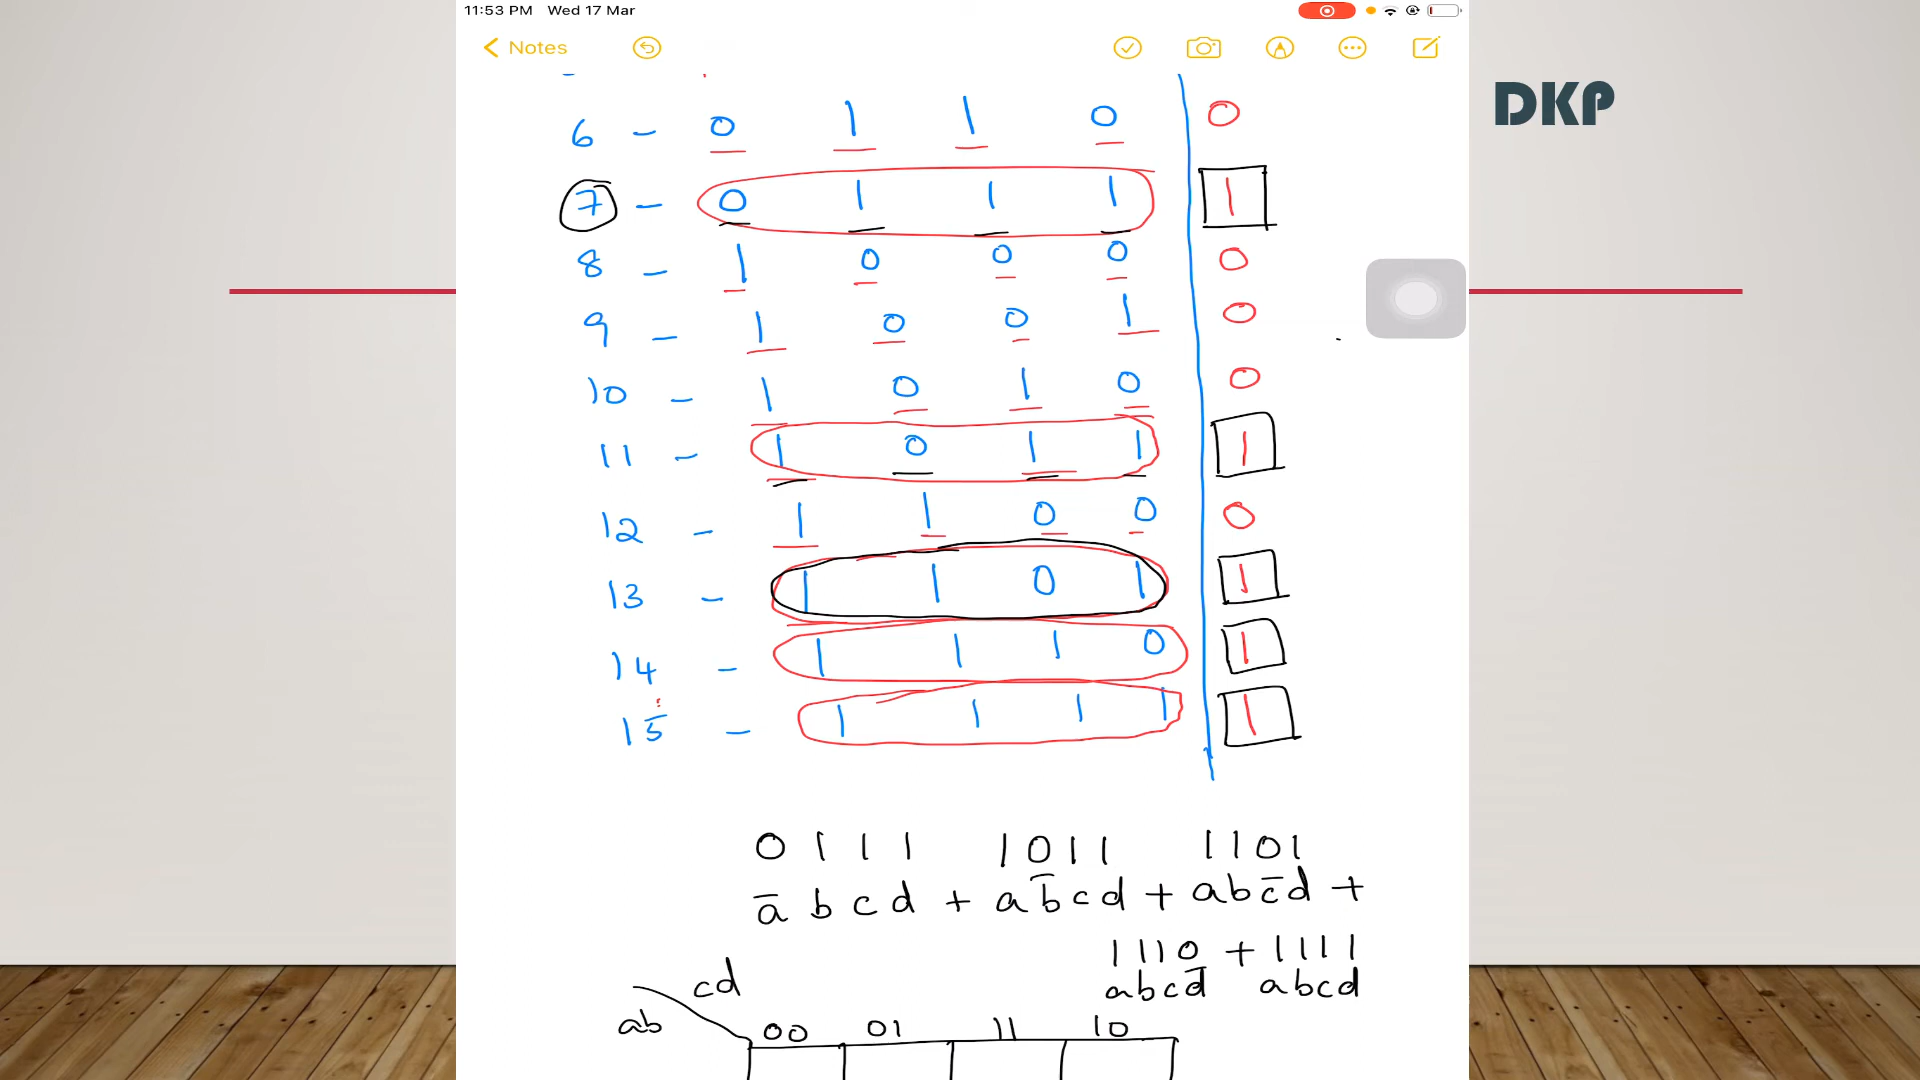 11:53 PM Wed 17 Mar
Notes
DKP
6 - 0 1 1 0 0
7 - 0 1 1 1 1
8 - 1 0 0 0 0
9 - 1 0 0 1 0
10 - 1 0 1 0 0
11 - 1 0 1 1 1
12 - 1 1 0 0 0
13 - 1 1 0 1 1
14 - 1 1 1 0 1
15 - 1 1 1 1 1
0 1 1 1 1 0 1 1 1 1 0 1
a̅ b c d + a b̅ c d + a b c̅ d +
1 1 1 0 + 1 1 1 1
a b c d̅ a b c d
cd
ab 00 01 11 10